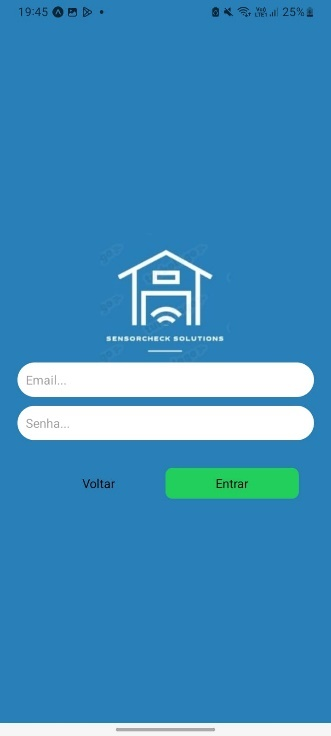 19:45 25%
SENSORCHECK SOLUTIONS
Email...
Senha...
Voltar Entrar